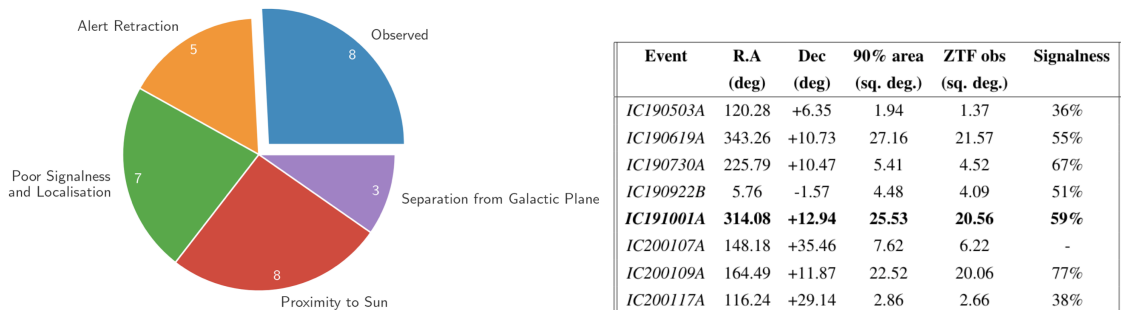 Alert Retraction
5
Observed
8
Poor Signalness
and Localisation
7
3
Separation from Galactic Plane
8
Proximity to Sun
Event R.A Dec 90% area ZTF obs Signalness
(deg) (deg) (sq. deg.) (sq. deg.)
IC190503A 120.28 +6.35 1.94 1.37 36%
IC190619A 343.26 +10.73 27.16 21.57 55%
IC190730A 225.79 +10.47 5.41 4.52 67%
IC190922B 5.76 -1.57 4.48 4.09 51%
IC191001A 314.08 +12.94 25.53 20.56 59%
IC200107A 148.18 +35.46 7.62 6.22 -
IC200109A 164.49 +11.87 22.52 20.06 77%
IC200117A 116.24 +29.14 2.86 2.66 38%